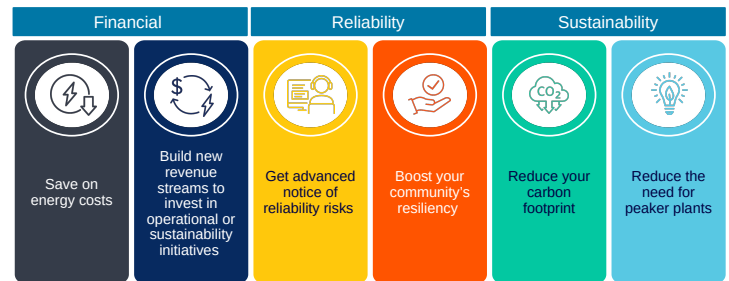 Financial
Reliability
Sustainability
$
CO₂
Save on
energy costs
Build new
revenue
streams to
invest in
operational or
sustainability
initiatives
Get advanced
notice of
reliability risks
Boost your
community's
resiliency
Reduce your
carbon
footprint
Reduce the
need for
peaker plants